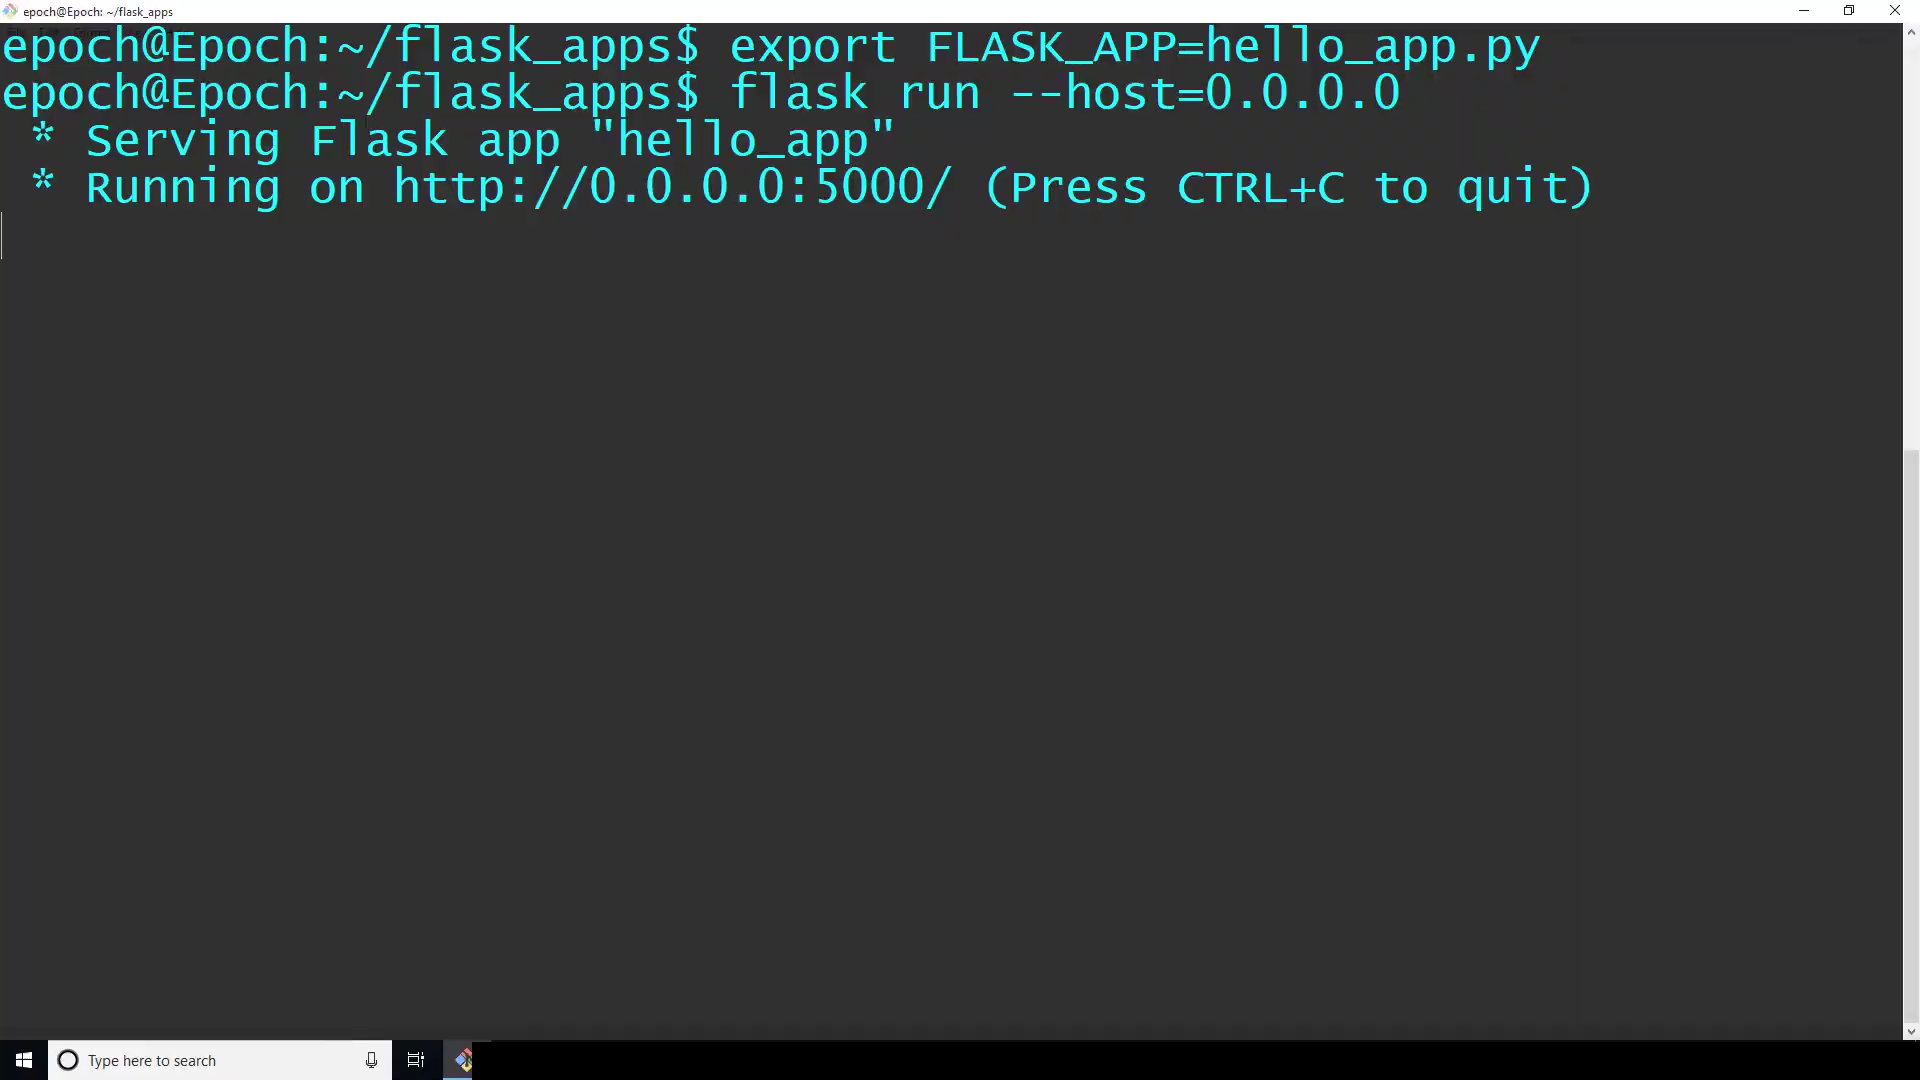 epoch@Epoch: ~/flask_apps
epoch@Epoch:~/flask_apps$ export FLASK_APP=hello_app.py
epoch@Epoch:~/flask_apps$ flask run --host=0.0.0.0
 * Serving Flask app "hello_app"
 * Running on http://0.0.0.0:5000/ (Press CTRL+C to quit)
Type here to search